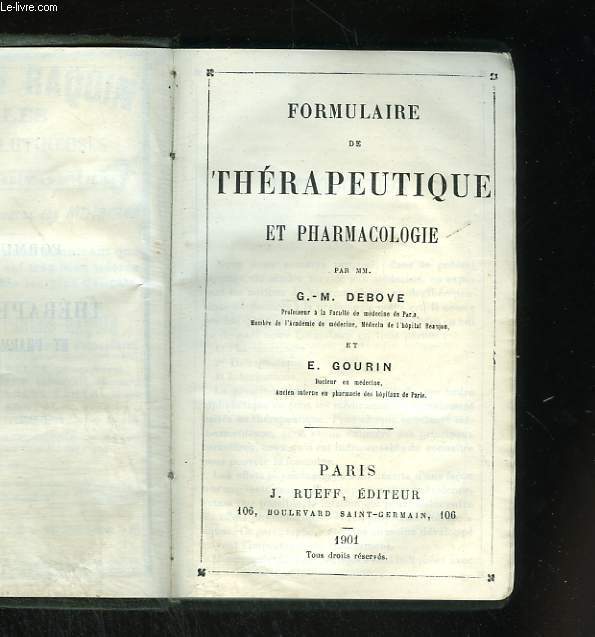 Le-livre.com
FORMULAIRE
DE
THÉRAPEUTIQUE
ET PHARMACOLOGIE
PAR MM.
G.-M. DEBOVE
Professeur à la Faculté de médecine de Paris,
Membre de l'Académie de médecine, Médecin de l'hôpital Beaujon,
ET
E. GOURIN
Docteur en médecine,
Ancien interne en pharmacie des hôpitaux de Paris.
PARIS
J. RUEFF, ÉDITEUR
106, BOULEVARD SAINT-GERMAIN, 106
1901
Tous droits réservés.